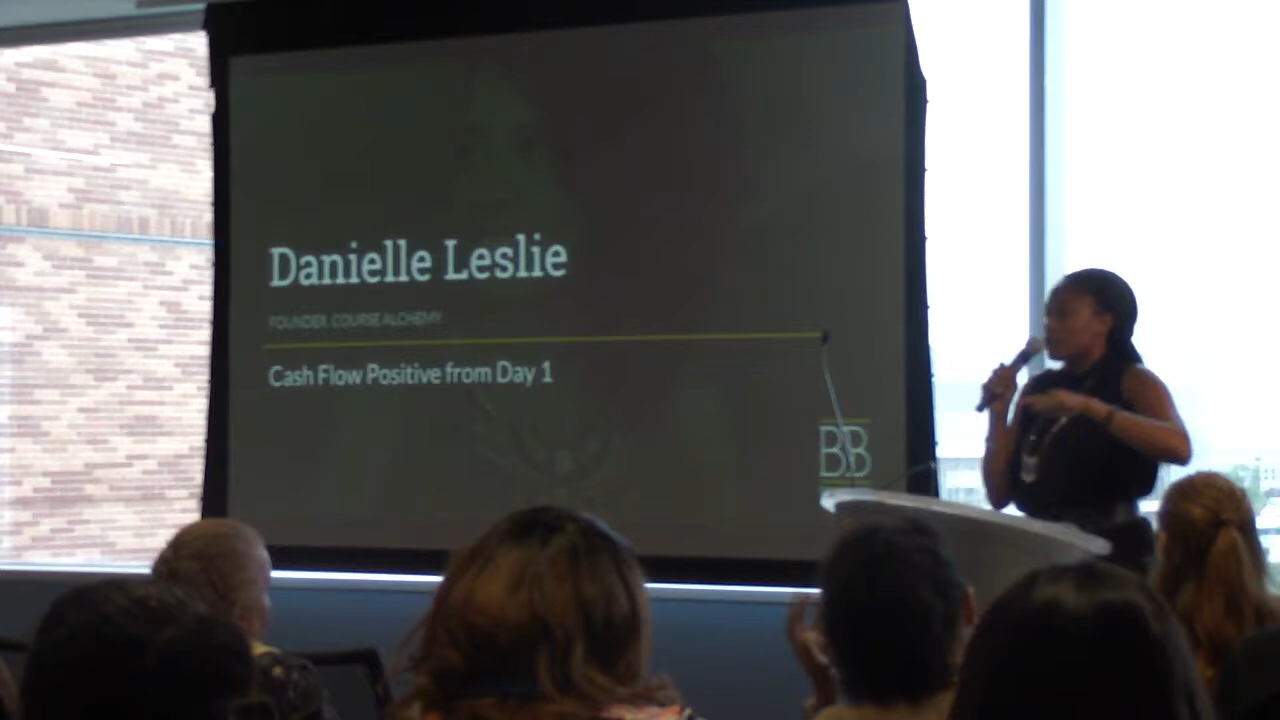 Danielle Leslie
FOUNDER, COURSE ALCHEMY
Cash Flow Positive from Day 1
BB